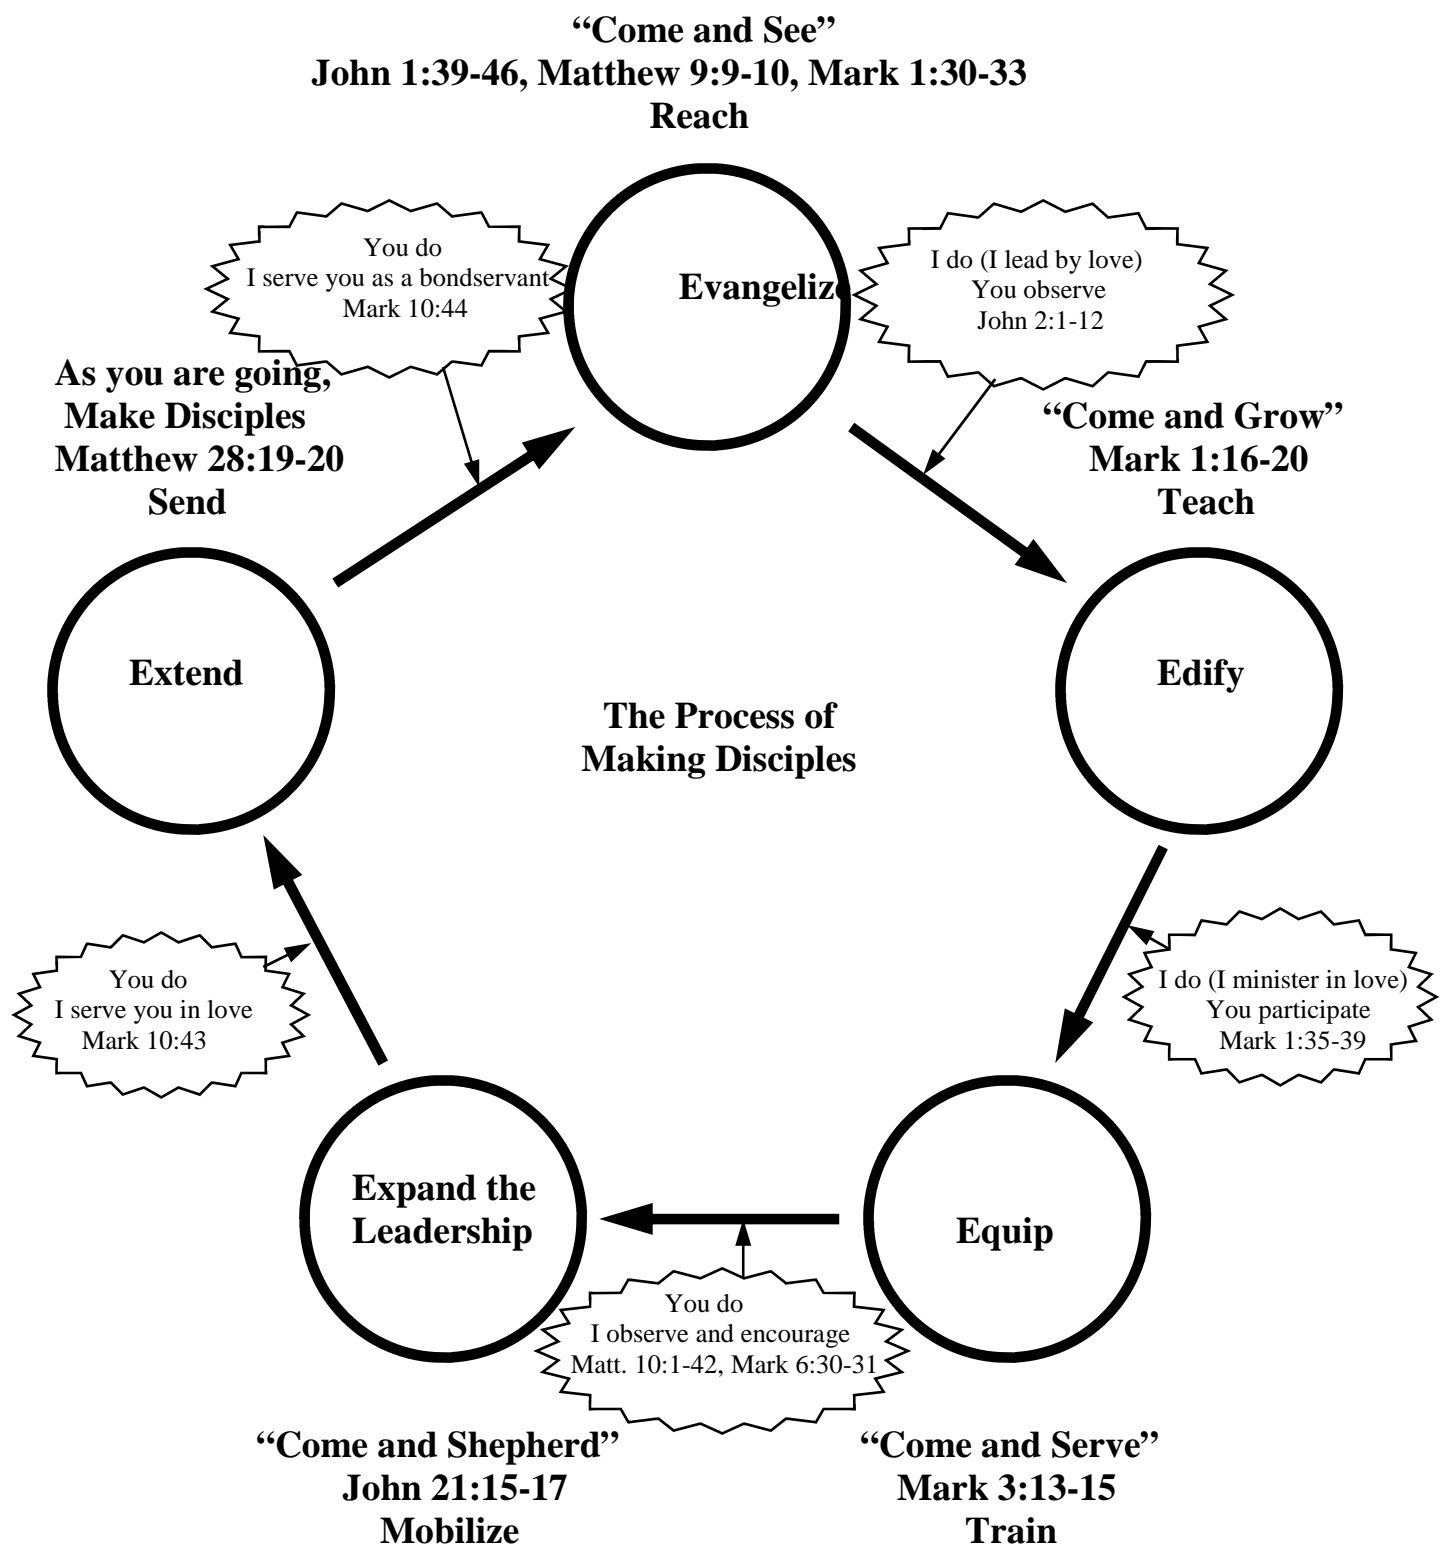 “Come and See”
John 1:39-46, Matthew 9:9-10, Mark 1:30-33
Reach
Evangelize
You do
I serve you as a bondservant
Mark 10:44
I do (I lead by love)
You observe
John 2:1-12
As you are going,
Make Disciples
Matthew 28:19-20
Send
“Come and Grow”
Mark 1:16-20
Teach
Extend
Edify
The Process of
Making Disciples
You do
I serve you in love
Mark 10:43
I do (I minister in love)
You participate
Mark 1:35-39
Expand the
Leadership
Equip
You do
I observe and encourage
Matt. 10:1-42, Mark 6:30-31
“Come and Shepherd”
John 21:15-17
Mobilize
“Come and Serve”
Mark 3:13-15
Train